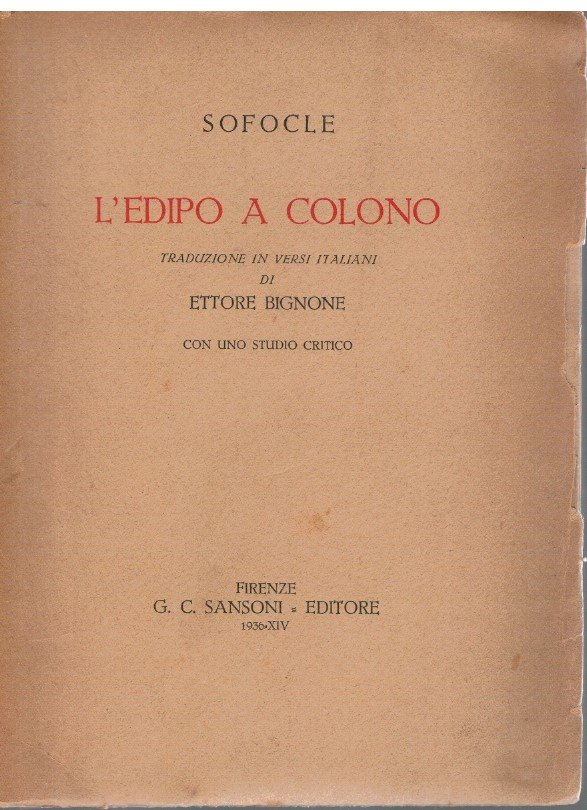 SOFOCLE
L'EDIPO A COLONO
TRADUZIONE IN VERSI ITALIANI
DI
ETTORE BIGNONE
CON UNO STUDIO CRITICO
FIRENZE
G. C. SANSONI = EDITORE
1936-XIV